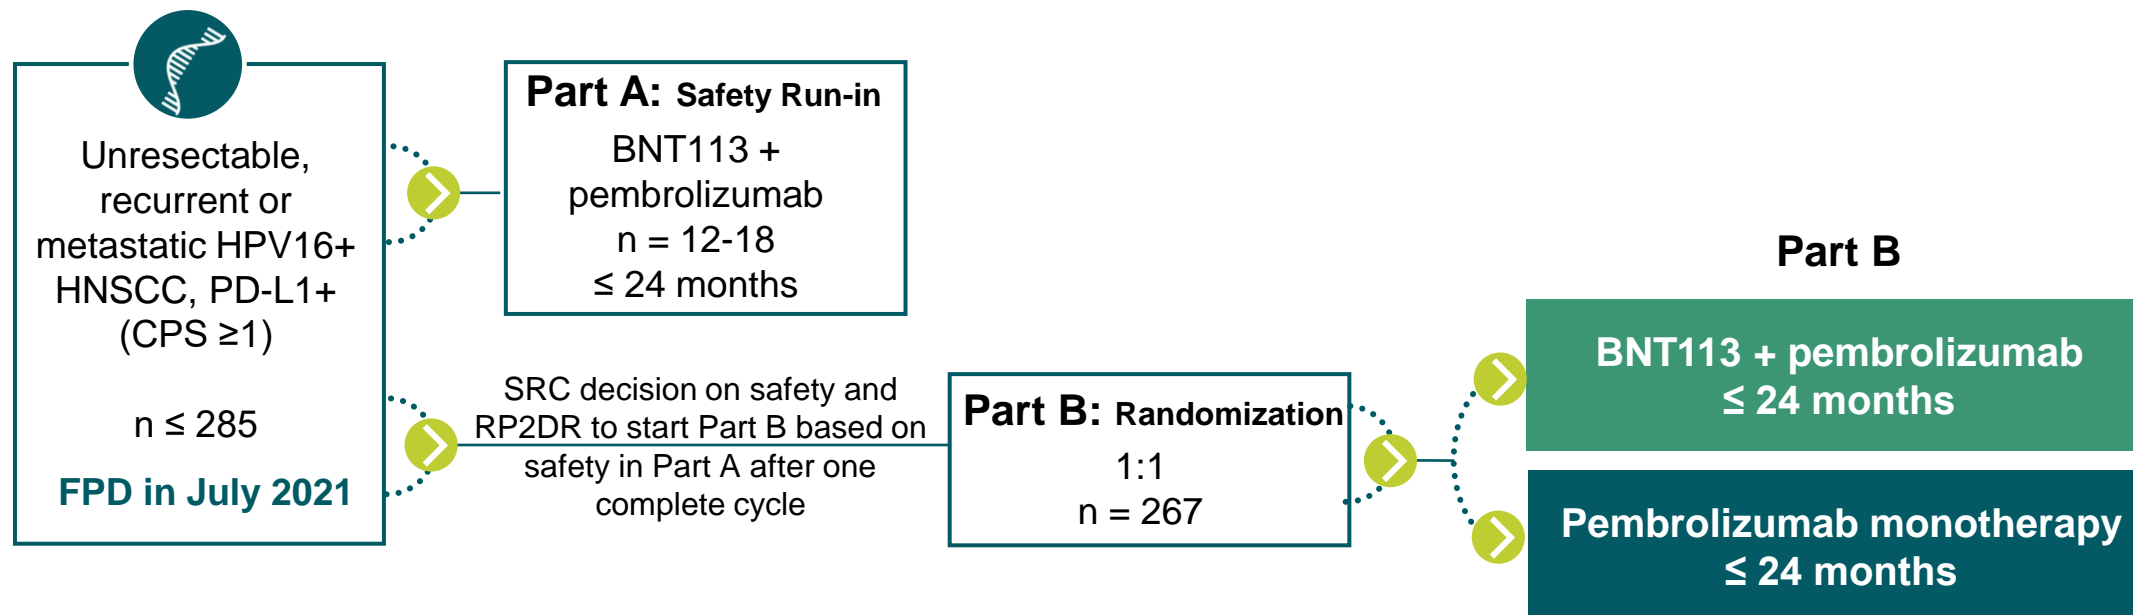 Unresectable,
recurrent or
metastatic HPV16+
HNSCC, PD-L1+
(CPS ≥1)
n ≤ 285
FPD in July 2021
Part A: Safety Run-in
BNT113 +
pembrolizumab
n = 12-18
≤ 24 months
SRC decision on safety and
RP2DR to start Part B based on
safety in Part A after one
complete cycle
Part B: Randomization
1:1
n = 267
Part B
BNT113 + pembrolizumab
≤ 24 months
Pembrolizumab monotherapy
≤ 24 months